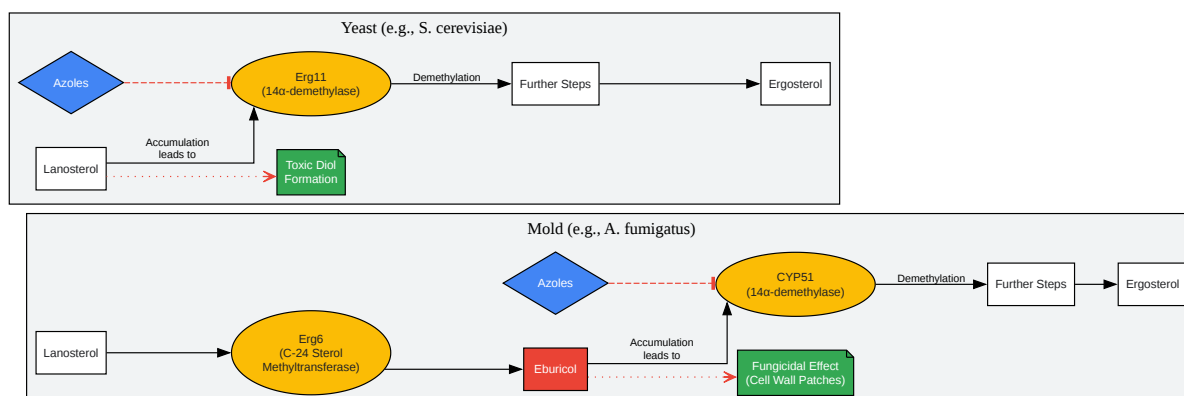 Yeast (e.g., S. cerevisiae)
Azoles
Erg11
(14α-demethylase)
Demethylation
Further Steps
Ergosterol
Lanosterol
Accumulation
leads to
Toxic Diol
Formation
Mold (e.g., A. fumigatus)
Azoles
CYP51
(14α-demethylase)
Demethylation
Further Steps
Ergosterol
Lanosterol
Erg6
(C-24 Sterol
Methyltransferase)
Eburicol
Accumulation
leads to
Fungicidal Effect
(Cell Wall Patches)